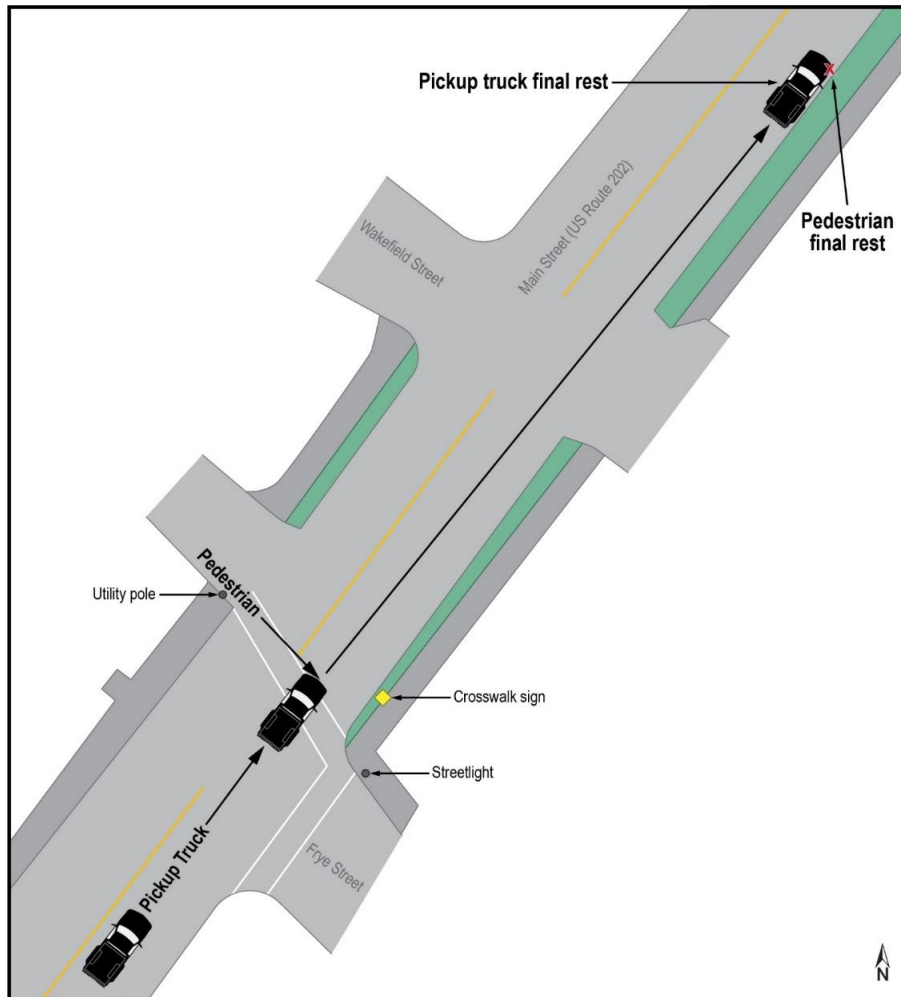 Pickup truck final rest
Pedestrian
final rest
Wakefield Street
Main Street (US Route 202)
Utility pole
Pedestrian
Crosswalk sign
Streetlight
Frye Street
Pickup Truck
X
N